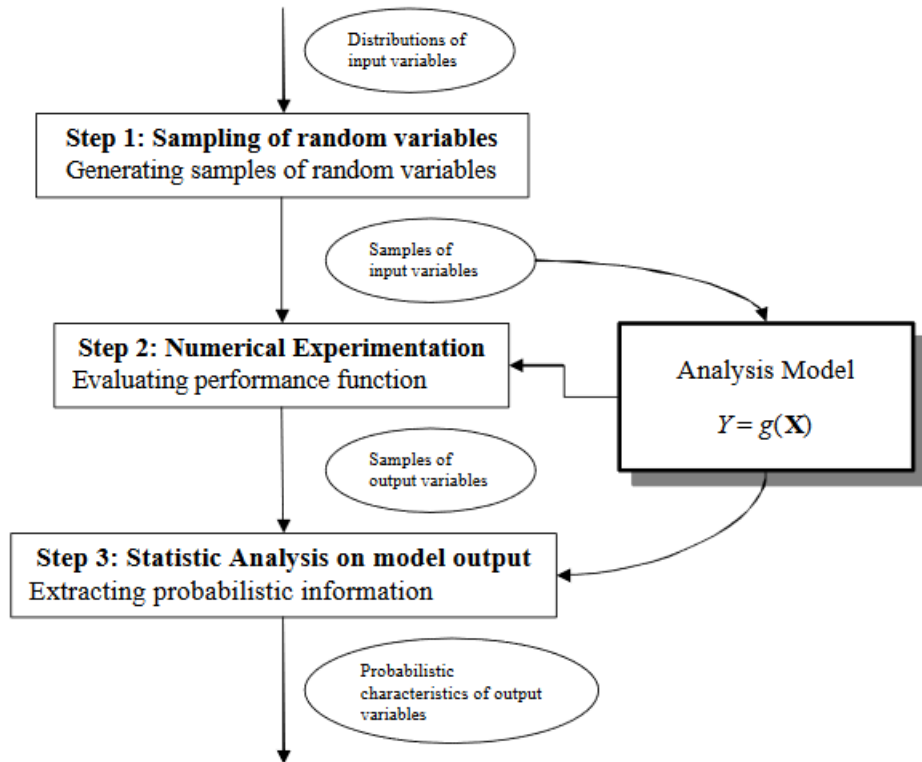 Distributions of
input variables
Step 1: Sampling of random variables
Generating samples of random variables
Samples of
input variables
Step 2: Numerical Experimentation
Evaluating performance function
Analysis Model
Y = g(X)
Samples of
output variables
Step 3: Statistic Analysis on model output
Extracting probabilistic information
Probabilistic
characteristics of output
variables